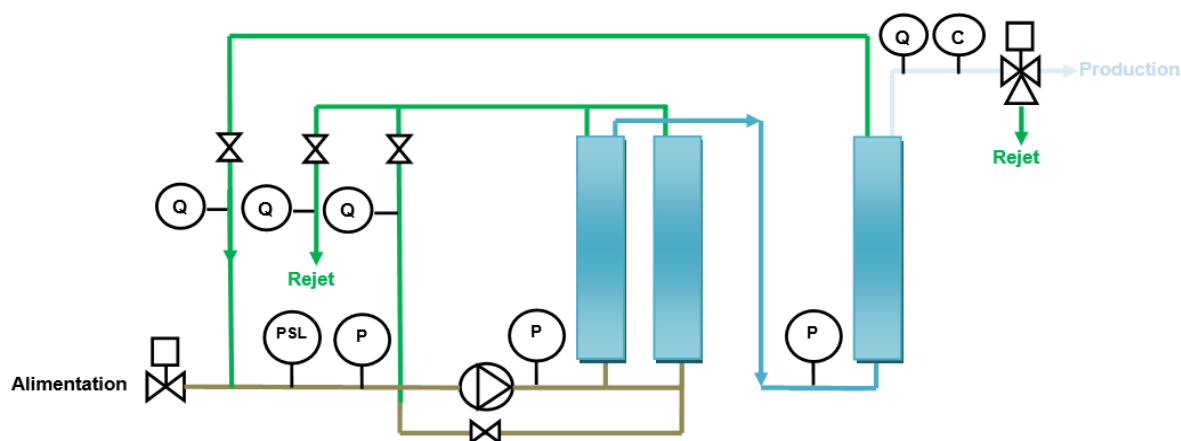 Q
C
Production
Rejet
Q
Q
Q
Rejet
PSL
P
P
P
Alimentation